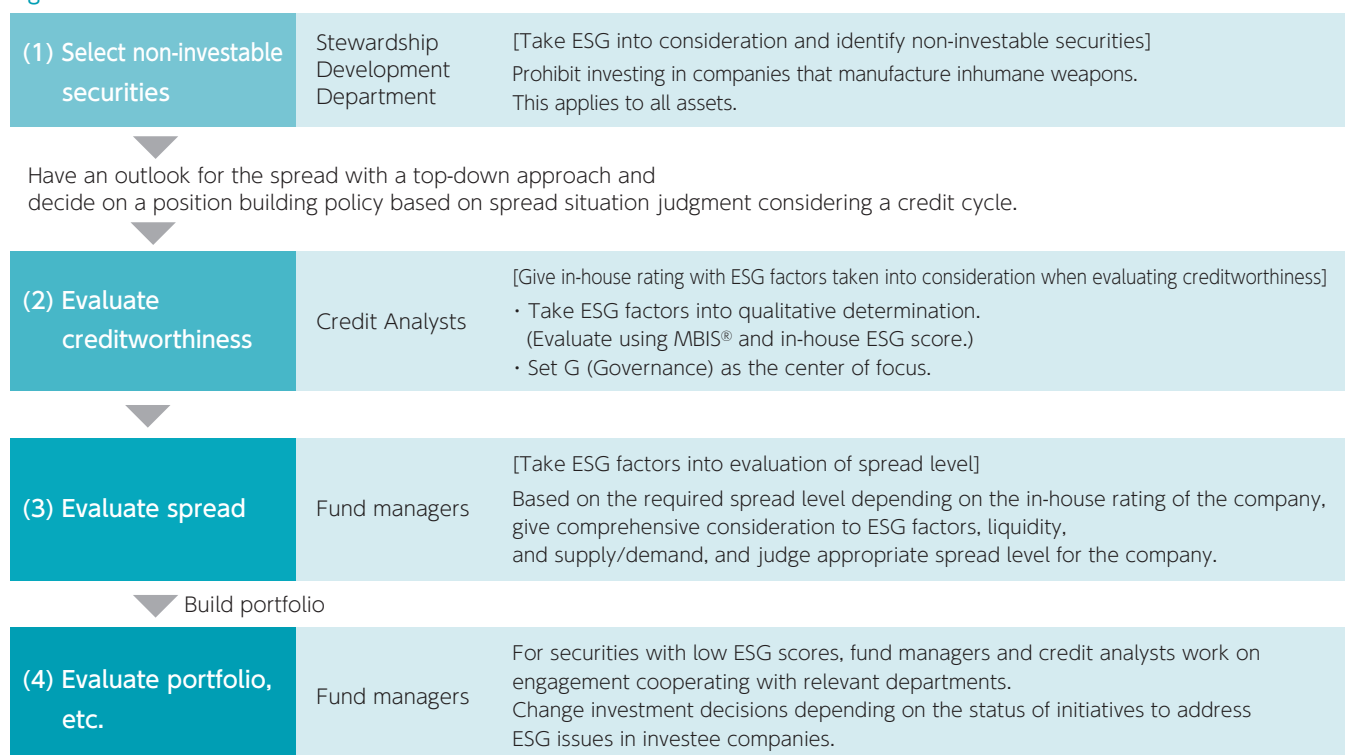 (1) Select non-investable
securities
Stewardship
Development
Department
[Take ESG into consideration and identify non-investable securities]
Prohibit investing in companies that manufacture inhumane weapons.
This applies to all assets.
Have an outlook for the spread with a top-down approach and
decide on a position building policy based on spread situation judgment considering a credit cycle.
(2) Evaluate
creditworthiness
Credit Analysts
[Give in-house rating with ESG factors taken into consideration when evaluating creditworthiness]
・Take ESG factors into qualitative determination.
(Evaluate using MBIS® and in-house ESG score.)
・Set G (Governance) as the center of focus.
(3) Evaluate spread
Fund managers
[Take ESG factors into evaluation of spread level]
Based on the required spread level depending on the in-house rating of the company,
give comprehensive consideration to ESG factors, liquidity,
and supply/demand, and judge appropriate spread level for the company.
Build portfolio
(4) Evaluate portfolio,
etc.
Fund managers
For securities with low ESG scores, fund managers and credit analysts work on
engagement cooperating with relevant departments.
Change investment decisions depending on the status of initiatives to address
ESG issues in investee companies.